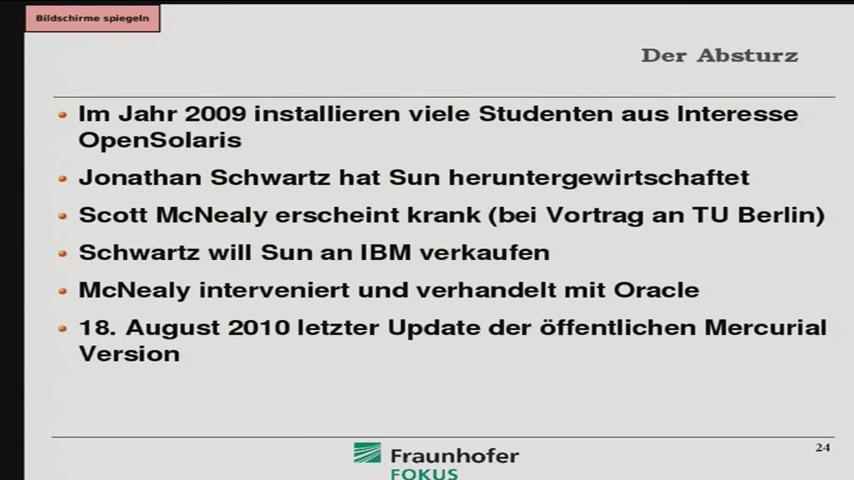 Bildschirme spiegeln
Der Absturz
Im Jahr 2009 installieren viele Studenten aus Interesse
OpenSolaris
Jonathan Schwartz hat Sun heruntergewirtschaftet
Scott McNealy erscheint krank (bei Vortrag an TU Berlin)
Schwartz will Sun an IBM verkaufen
McNealy interveniert und verhandelt mit Oracle
18. August 2010 letzter Update der öffentlichen Mercurial
Version
24
Fraunhofer
FOKUS